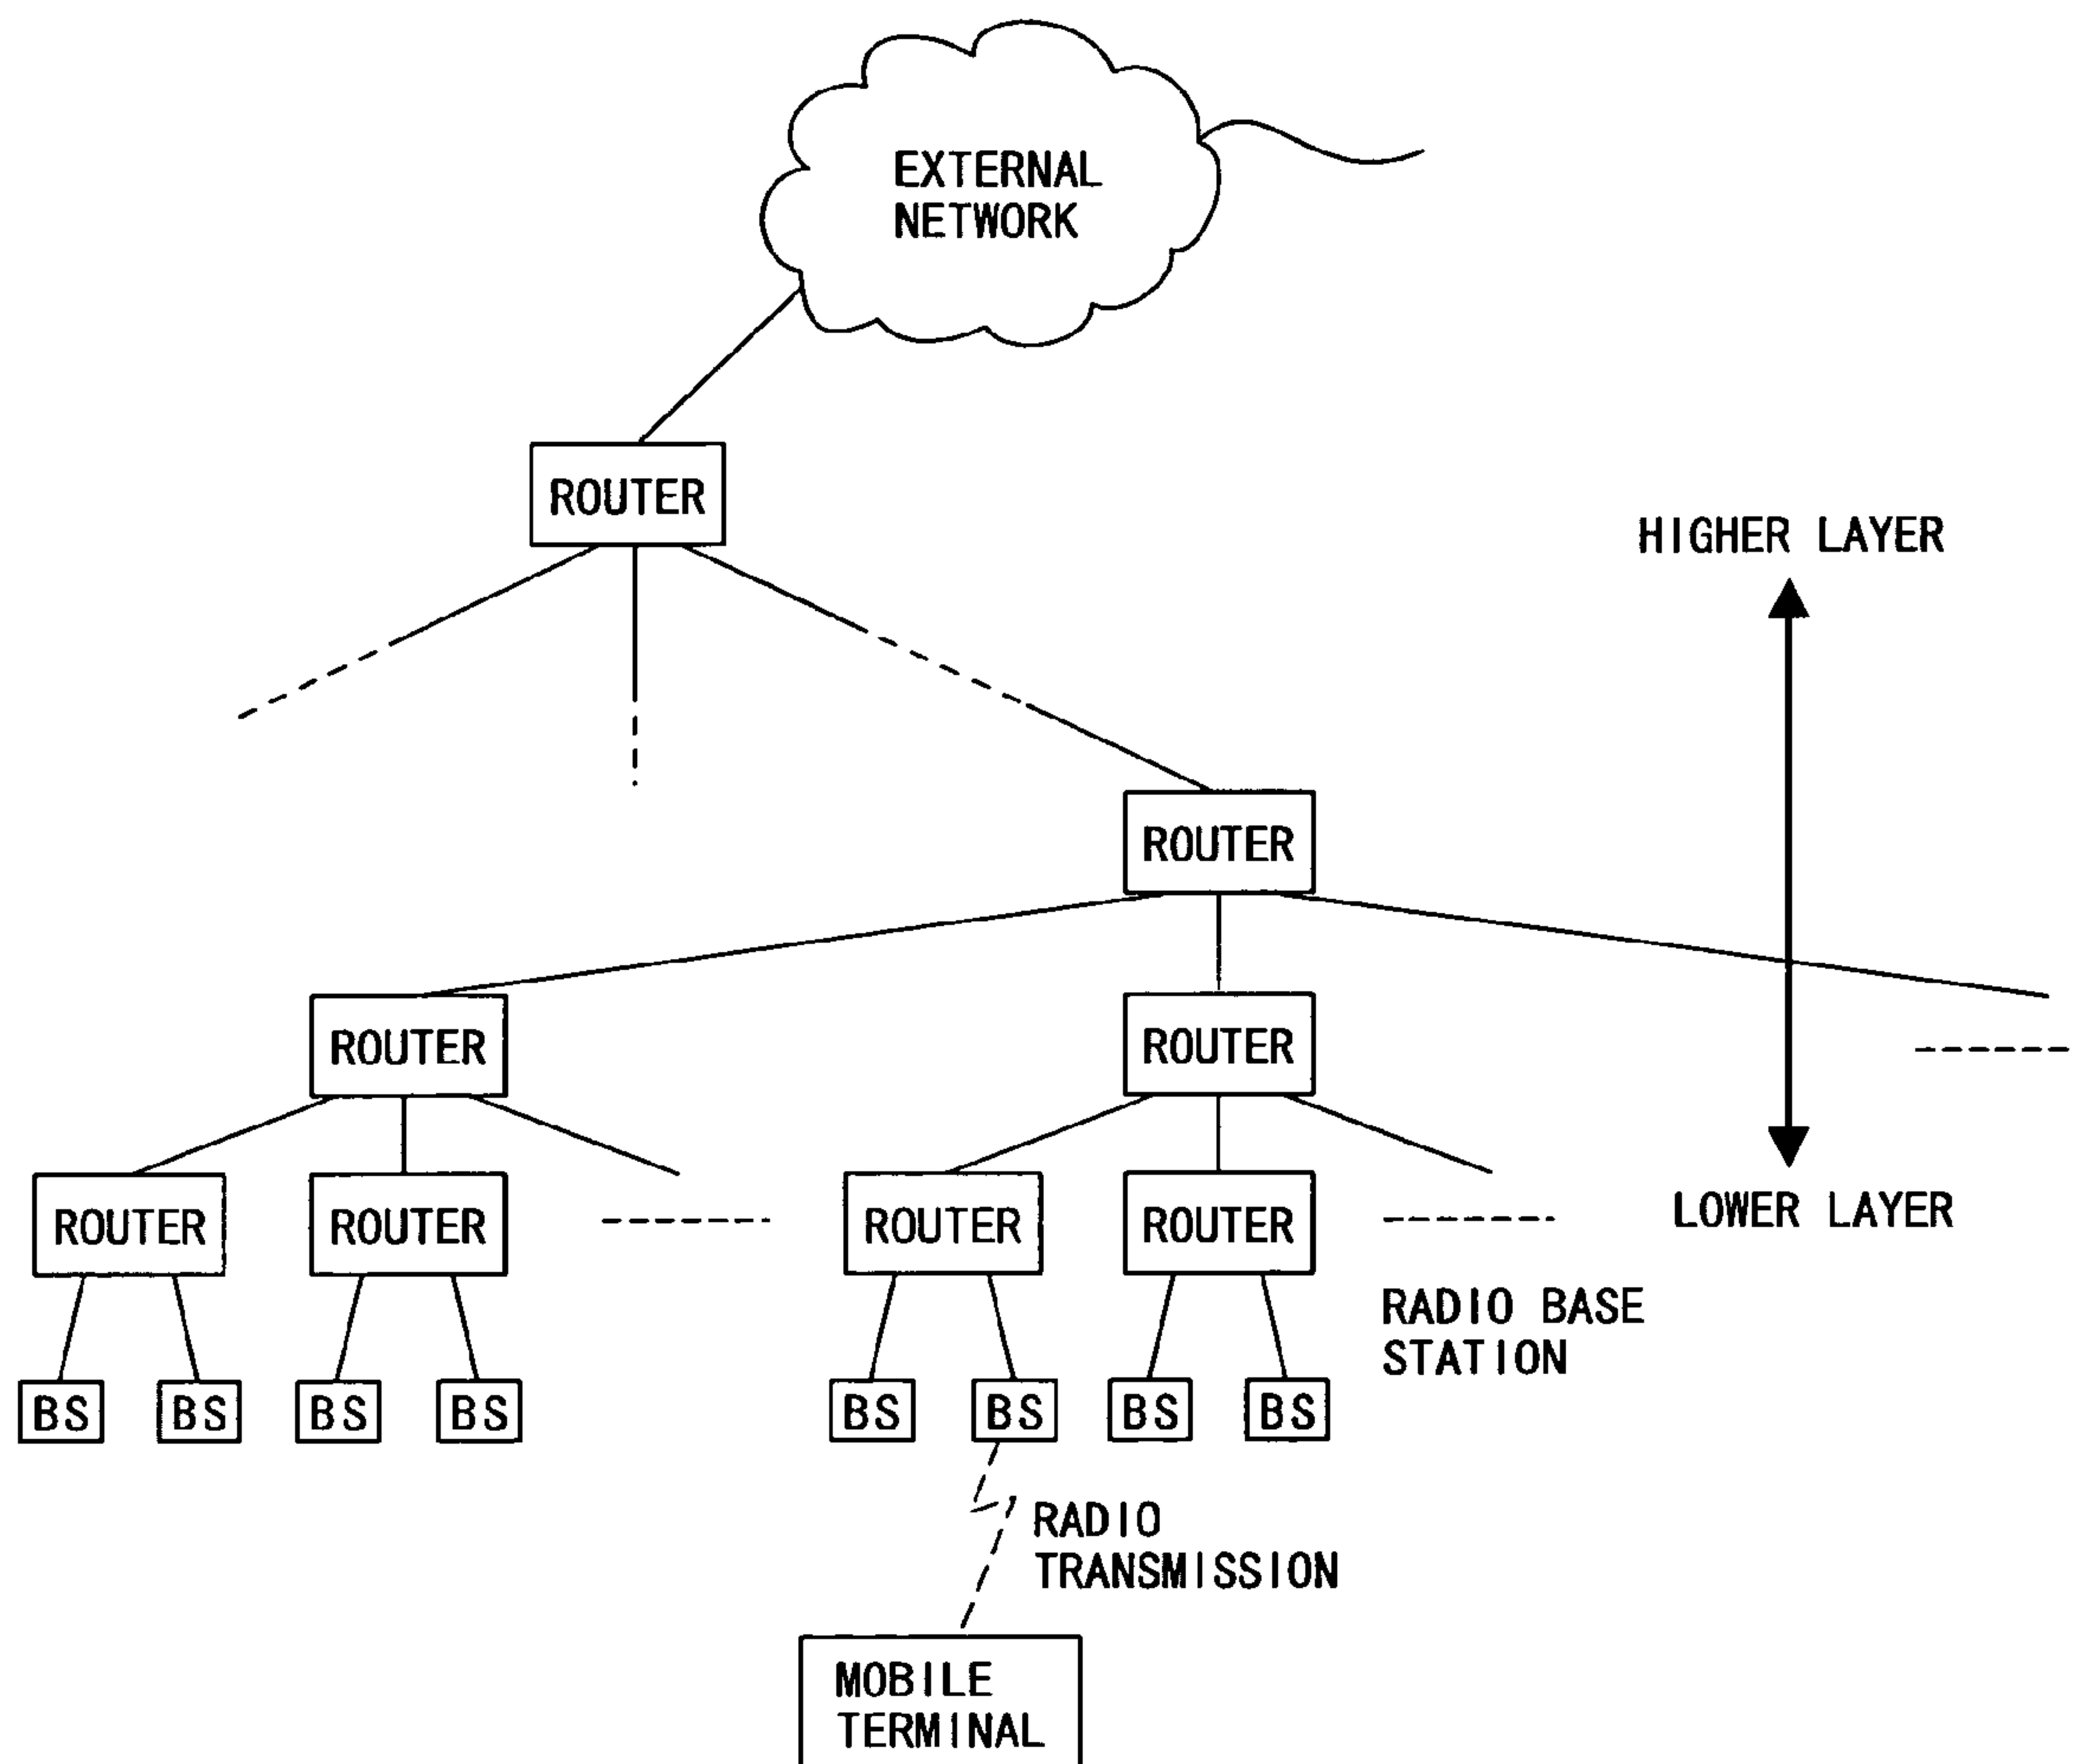 EXTERNAL
NETWORK
ROUTER
HIGHER LAYER
ROUTER
ROUTER
ROUTER
ROUTER
ROUTER
ROUTER
ROUTER
LOWER LAYER
RADIO BASE
STATION
BS
BS
BS
BS
BS
BS
BS
BS
RADIO
TRANSMISSION
MOBILE
TERMINAL